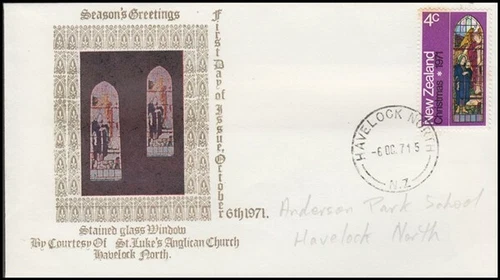 Season's Greetings
First Day of Issue, October
6th 1971.
Stained glass Window
By Courtesy Of St. Luke's Anglican Church
Havelock North.
4c
New Zealand
Christmas * 1971
HAVELOCK NORTH
-6 OC. 71 5
N.Z.
Anderson Park School
Havelock North